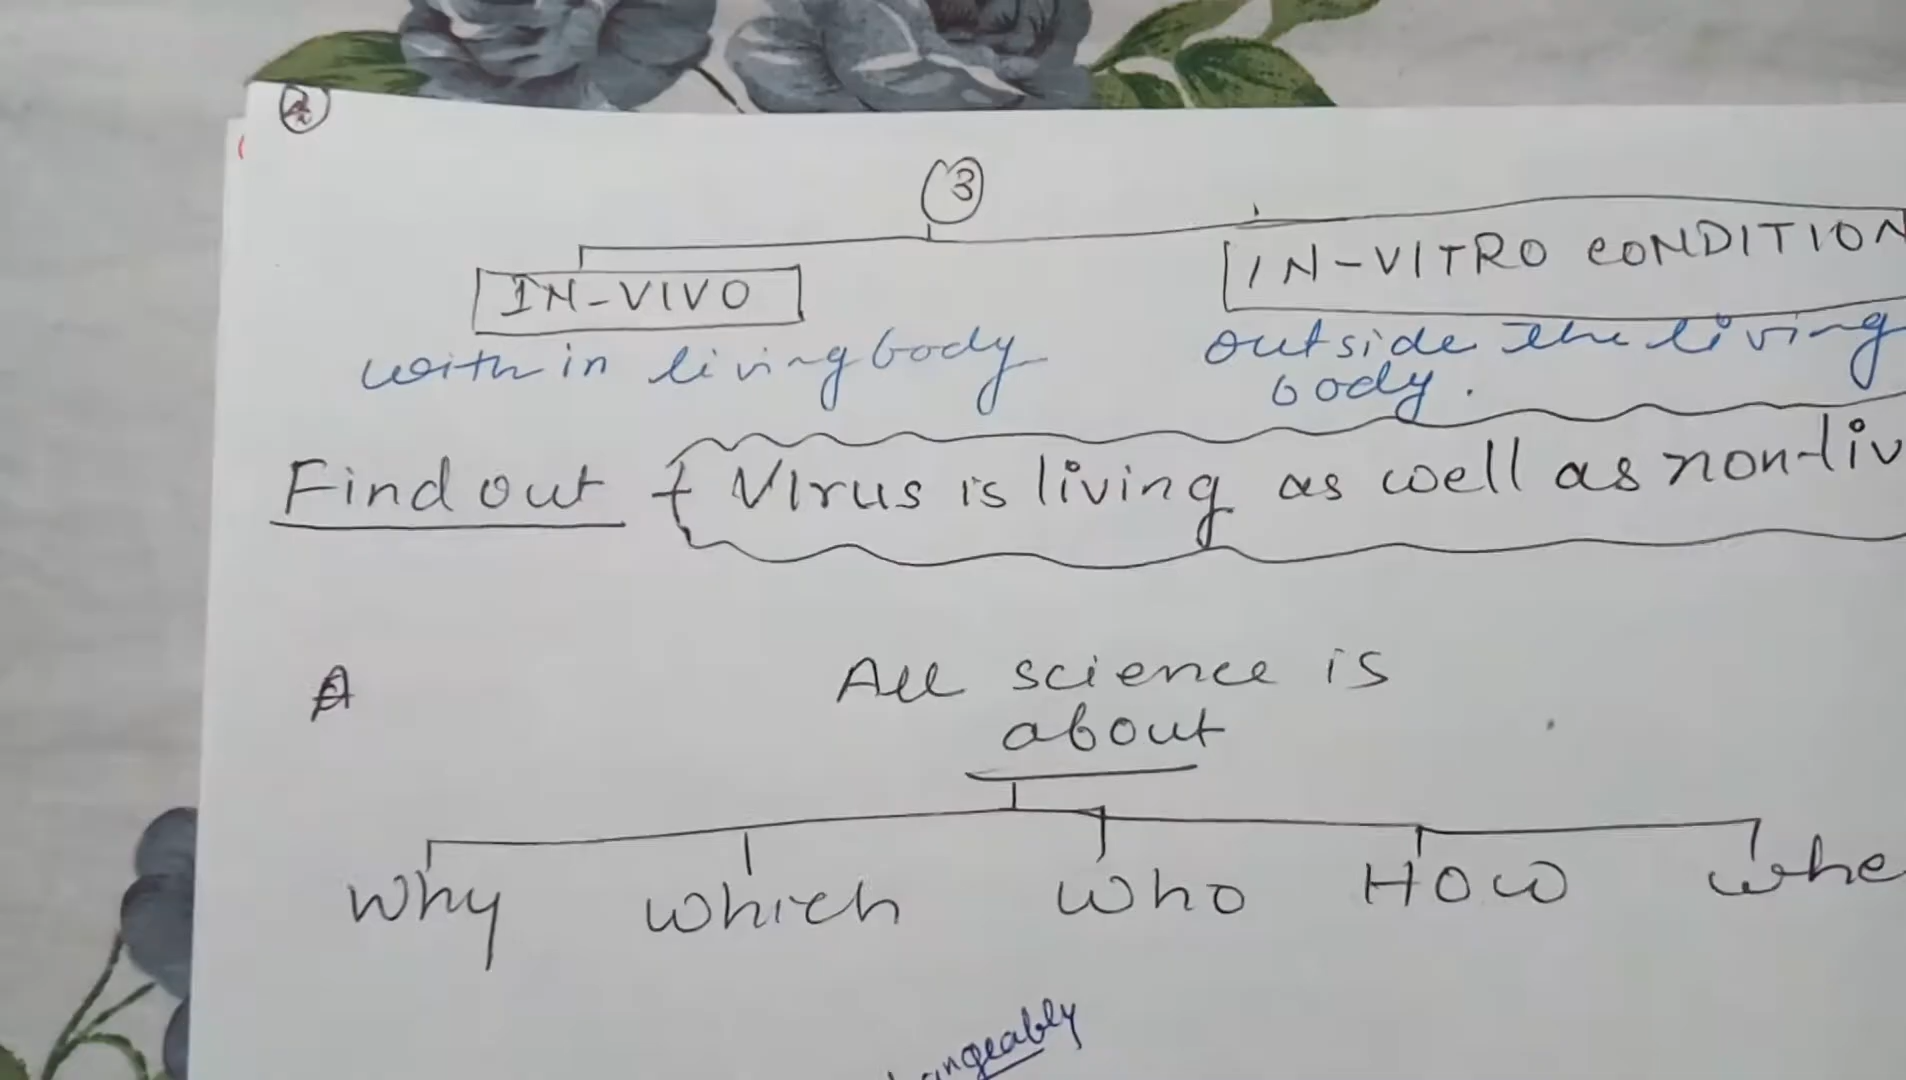 3
IN-VIVO
IN-VITRO CONDITION
with in living body
outside the living
body.
Find out
Virus is living as well as non-liv
All science is
about
Why which who How whe
angeably